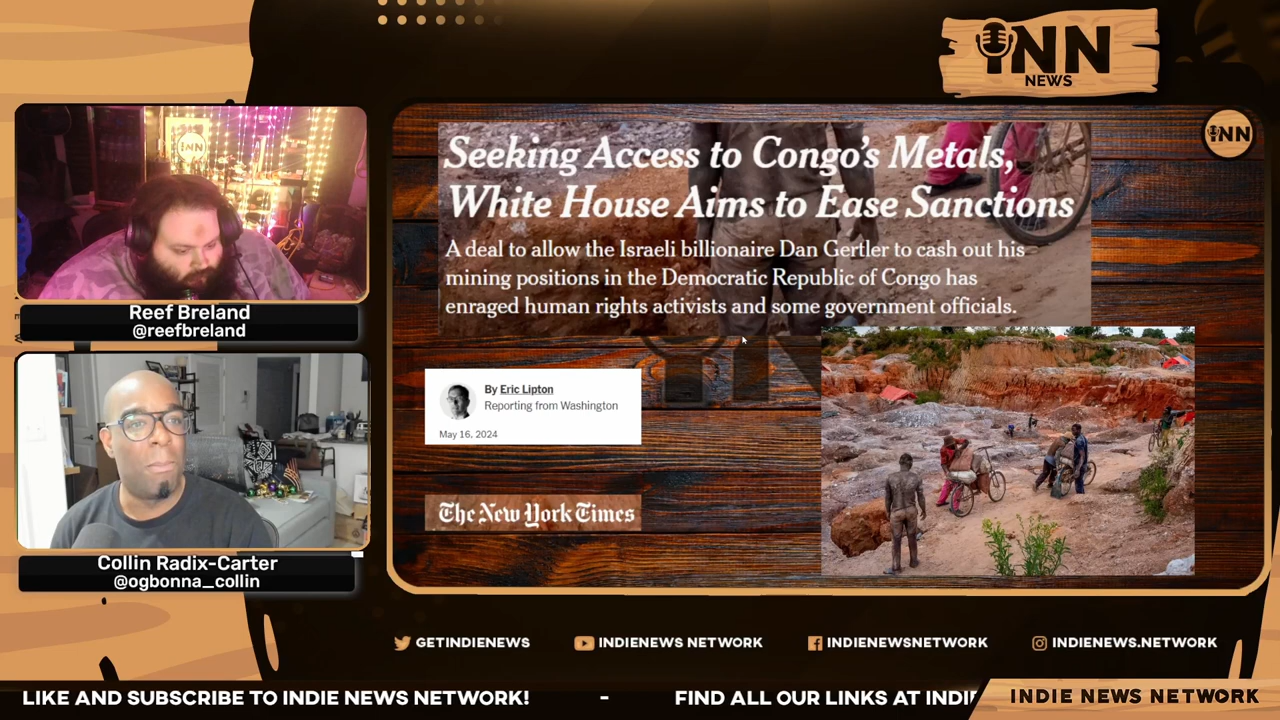 INN
NEWS
INN
INN
Reef Breland
@reefbreland
Collin Radix-Carter
@ogbonna_collin
Seeking Access to Congo's Metals,
White House Aims to Ease Sanctions
A deal to allow the Israeli billionaire Dan Gertler to cash out his
mining positions in the Democratic Republic of Congo has
enraged human rights activists and some government officials.
By Eric Lipton
Reporting from Washington
May 16, 2024
The New York Times
GETINDIENEWS
INDIENEWS NETWORK
INDIENEWSNETWORK
INDIENEWS.NETWORK
LIKE AND SUBSCRIBE TO INDIE NEWS NETWORK! - FIND ALL OUR LINKS AT INDIE
INDIE NEWS NETWORK